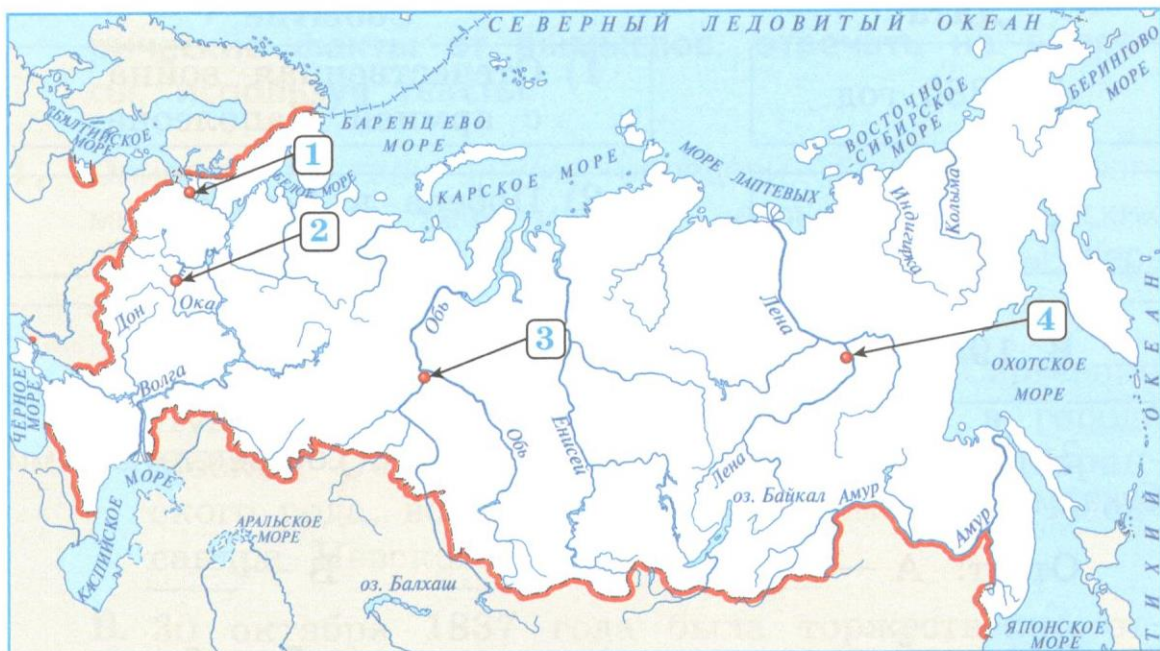 СЕВЕРНЫЙ ЛЕДОВИТЫЙ ОКЕАН
БЕРИНГОВО
МОРЕ
БАЛТИЙСКОЕ
МОРЕ
БАРЕНЦЕВО
МОРЕ
ВОСТОЧНО-
СИБИРСКОЕ
МОРЕ
1
БЕЛОЕ МОРЕ
КАРСКОЕ МОРЕ
МОРЕ ЛАПТЕВЫХ
Индигирка
Колыма
2
Дон
Ока
Обь
Лена
3
4
ОХОТСКОЕ
МОРЕ
ТИХИЙ ОКЕАН
ЧЁРНОЕ
МОРЕ
Волга
Обь
Енисей
Лена
оз. Байкал
Амур
Амур
КАСПИЙСКОЕ МОРЕ
АРАЛЬСКОЕ
МОРЕ
оз. Балхаш
ЯПОНСКОЕ
МОРЕ